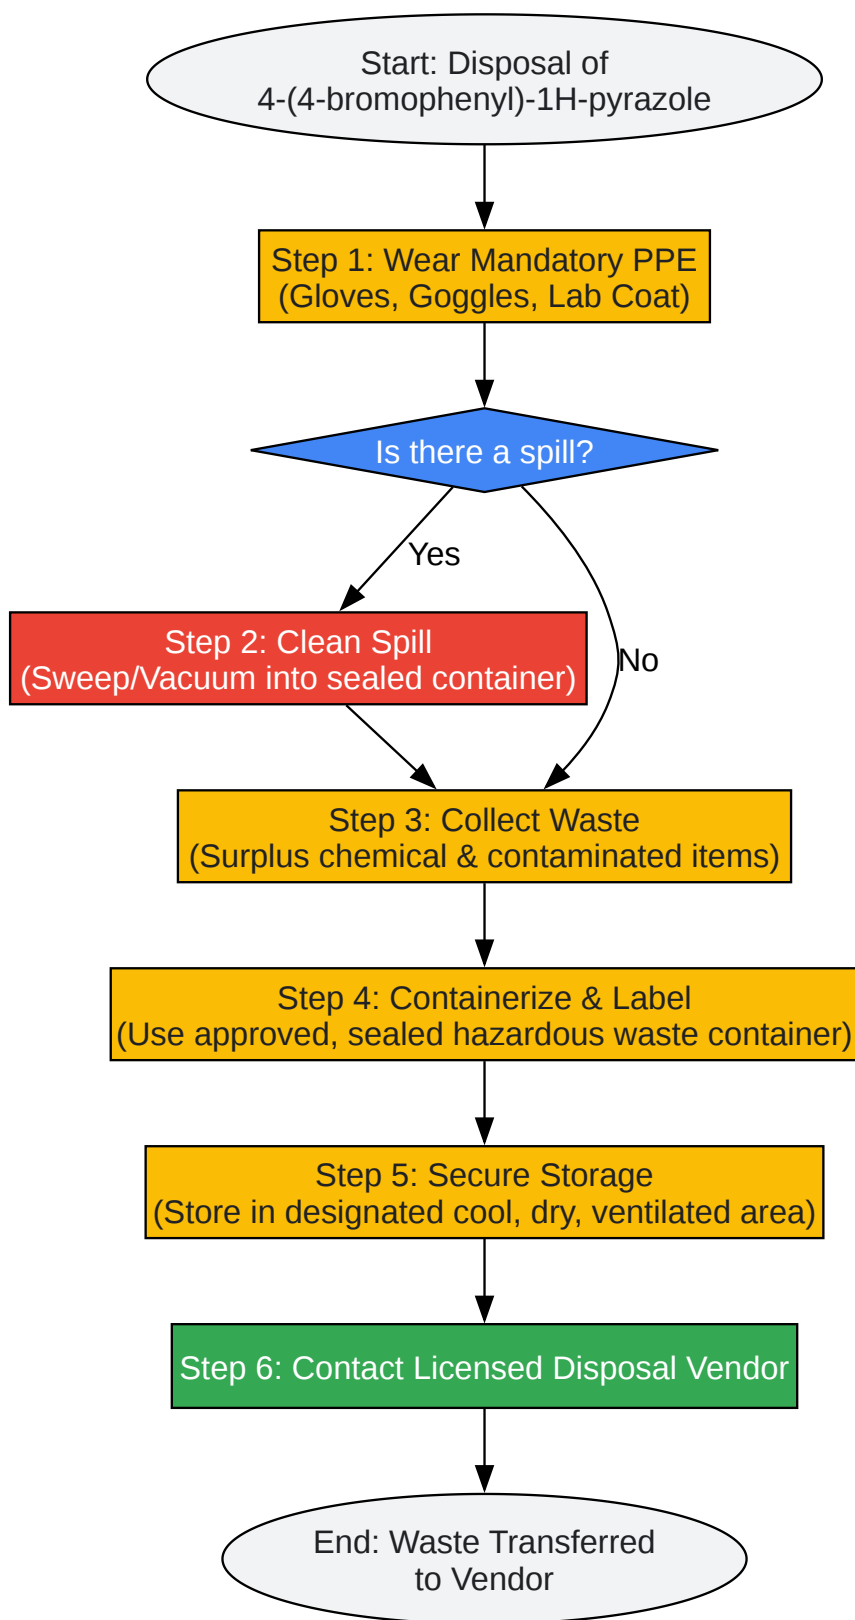 Start: Disposal of
4-(4-bromophenyl)-1H-pyrazole
Step 1: Wear Mandatory PPE
(Gloves, Goggles, Lab Coat)
Is there a spill?
Yes
Step 2: Clean Spill
(Sweep/Vacuum into sealed container)
No
Step 3: Collect Waste
(Surplus chemical & contaminated items)
Step 4: Containerize & Label
(Use approved, sealed hazardous waste container)
Step 5: Secure Storage
(Store in designated cool, dry, ventilated area)
Step 6: Contact Licensed Disposal Vendor
End: Waste Transferred
to Vendor